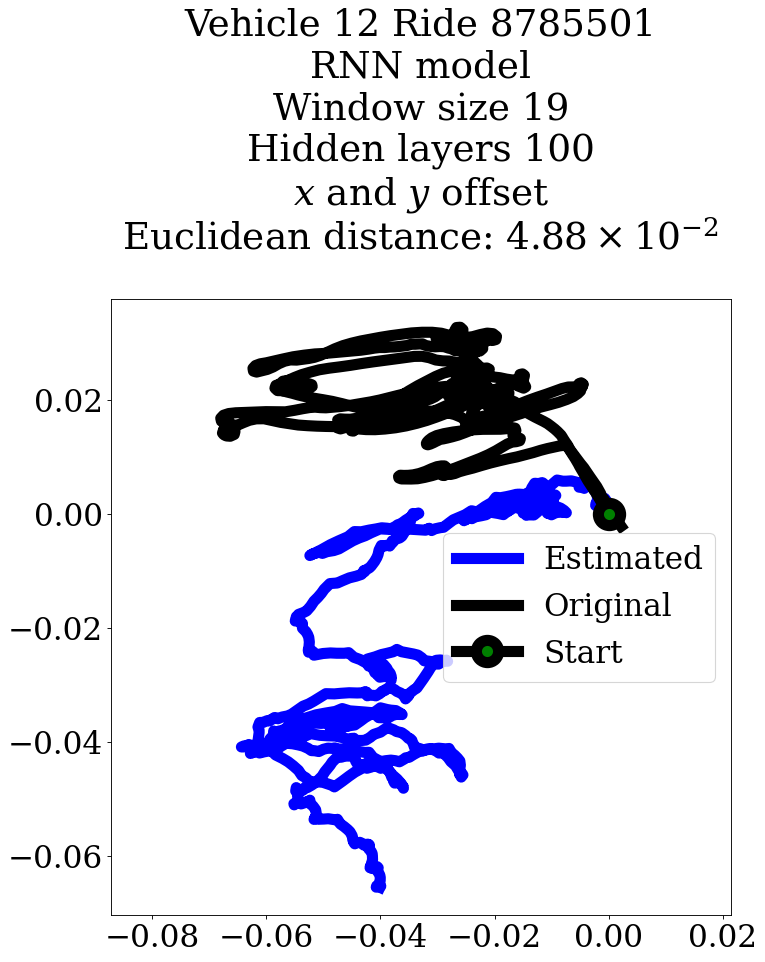 Vehicle 12 Ride 8785501
RNN model
Window size 19
Hidden layers 100
x and y offset
Euclidean distance: 4.88 × 10⁻²
0.02
0.00
−0.02
−0.04
−0.06
Estimated
Original
Start
−0.08 −0.06 −0.04 −0.02 0.00 0.02